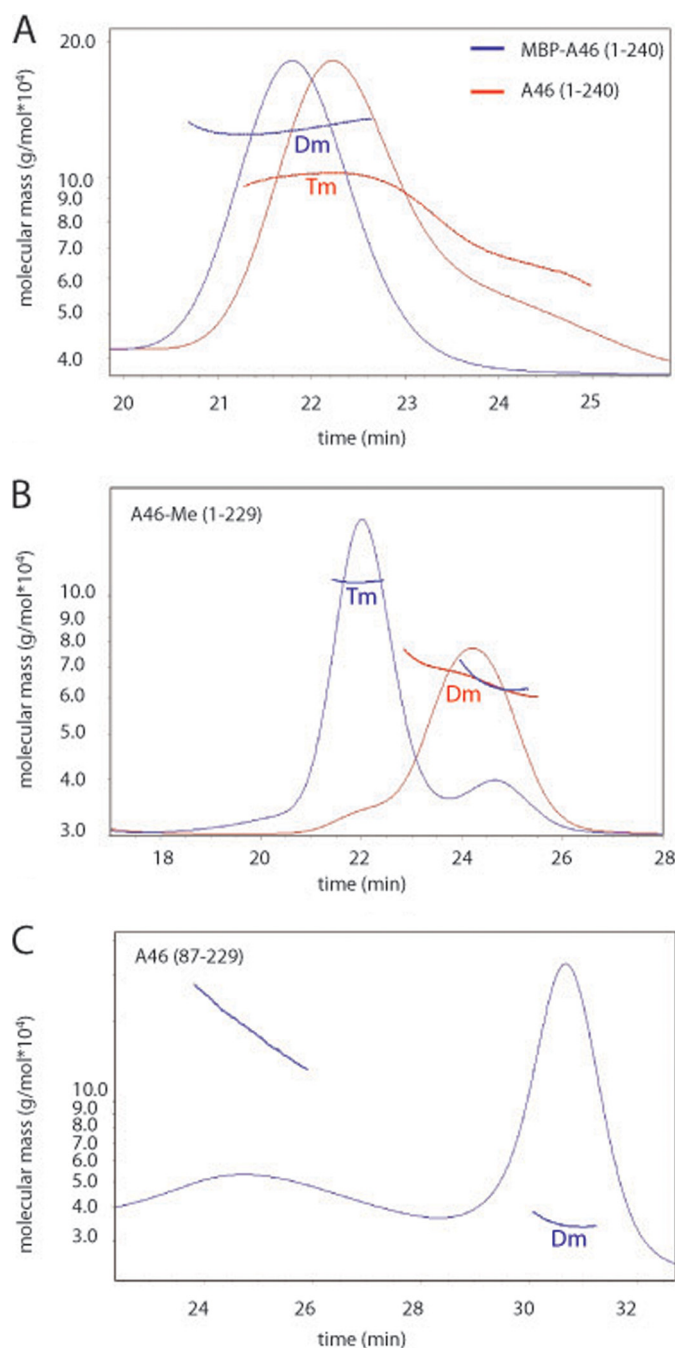 A
MBP-A46 (1-240)
A46 (1-240)
molecular mass (g/mol*10⁴)
20.0
10.0
9.0
8.0
7.0
6.0
5.0
4.0
Dm
Tm
20 21 22 23 24 25
time (min)
B
A46-Me (1-229)
molecular mass (g/mol*10⁴)
10.0
9.0
8.0
7.0
6.0
5.0
4.0
3.0
Tm
Dm
18 20 22 24 26 28
time (min)
C
A46 (87-229)
molecular mass (g/mol*10⁴)
10.0
9.0
8.0
7.0
6.0
5.0
4.0
3.0
Dm
24 26 28 30 32
time (min)